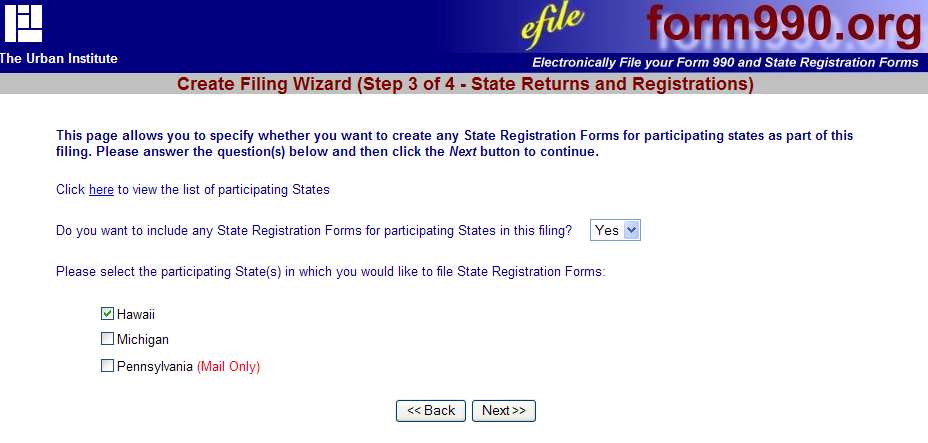 efile
form990.org
The Urban Institute
Electronically File your Form 990 and State Registration Forms
Create Filing Wizard (Step 3 of 4 - State Returns and Registrations)
This page allows you to specify whether you want to create any State Registration Forms for participating states as part of this
filing. Please answer the question(s) below and then click the Next button to continue.
Click here to view the list of participating States
Do you want to include any State Registration Forms for participating States in this filing? Yes
Please select the participating State(s) in which you would like to file State Registration Forms:
Hawaii
Michigan
Pennsylvania (Mail Only)
<< Back Next >>